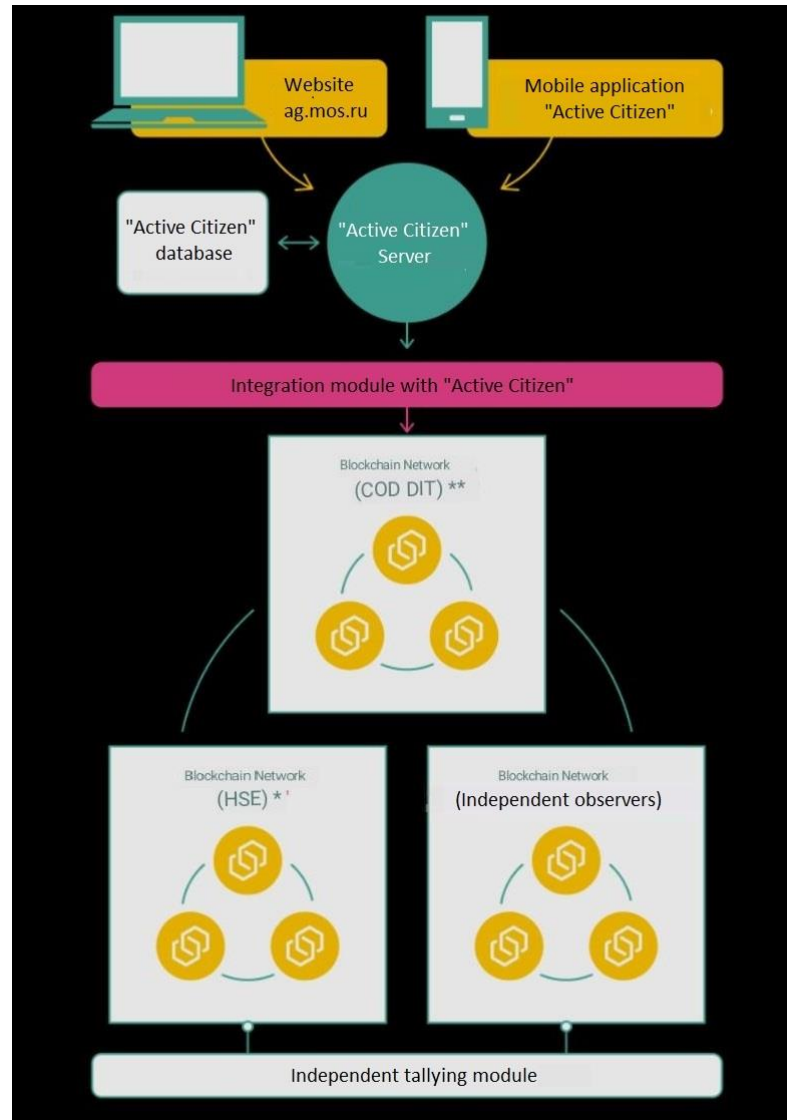 Website
ag.mos.ru
Mobile application
"Active Citizen"
"Active Citizen"
database
"Active Citizen"
Server
Integration module with "Active Citizen"
Blockchain Network
(COD DIT) **
Blockchain Network
(HSE) *
Blockchain Network
(Independent observers)
Independent tallying module